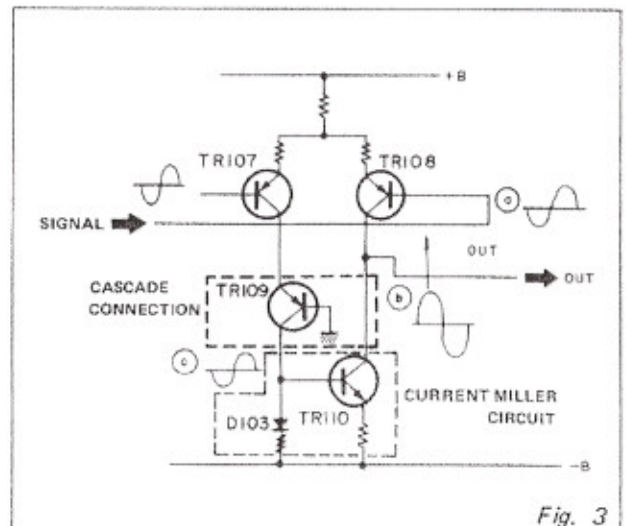 +B
TR107
TR108
SIGNAL
a
OUT
OUT
CASCADE
CONNECTION
TR109
b
c
CURRENT MILLER
CIRCUIT
D103
TR110
-B
Fig. 3